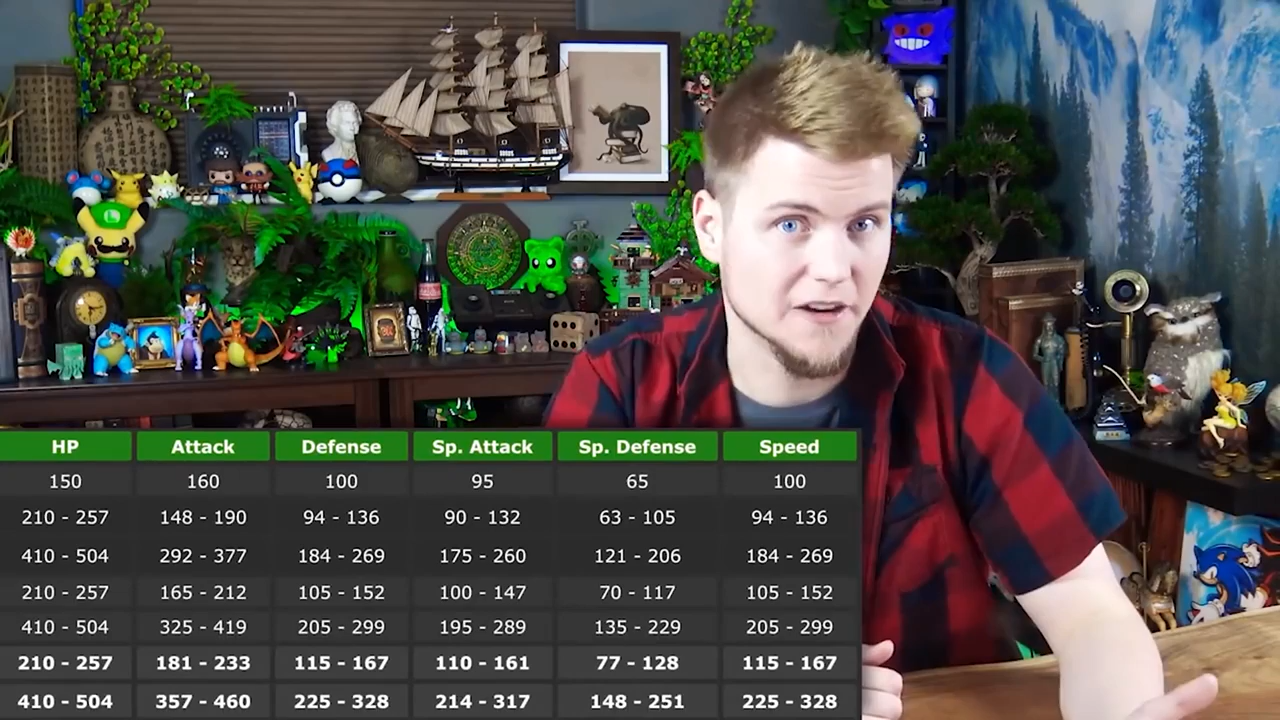 HP Attack Defense Sp. Attack Sp. Defense Speed
150 160 100 95 65 100
210 - 257 148 - 190 94 - 136 90 - 132 63 - 105 94 - 136
410 - 504 292 - 377 184 - 269 175 - 260 121 - 206 184 - 269
210 - 257 165 - 212 105 - 152 100 - 147 70 - 117 105 - 152
410 - 504 325 - 419 205 - 299 195 - 289 135 - 229 205 - 299
210 - 257 181 - 233 115 - 167 110 - 161 77 - 128 115 - 167
410 - 504 357 - 460 225 - 328 214 - 317 148 - 251 225 - 328